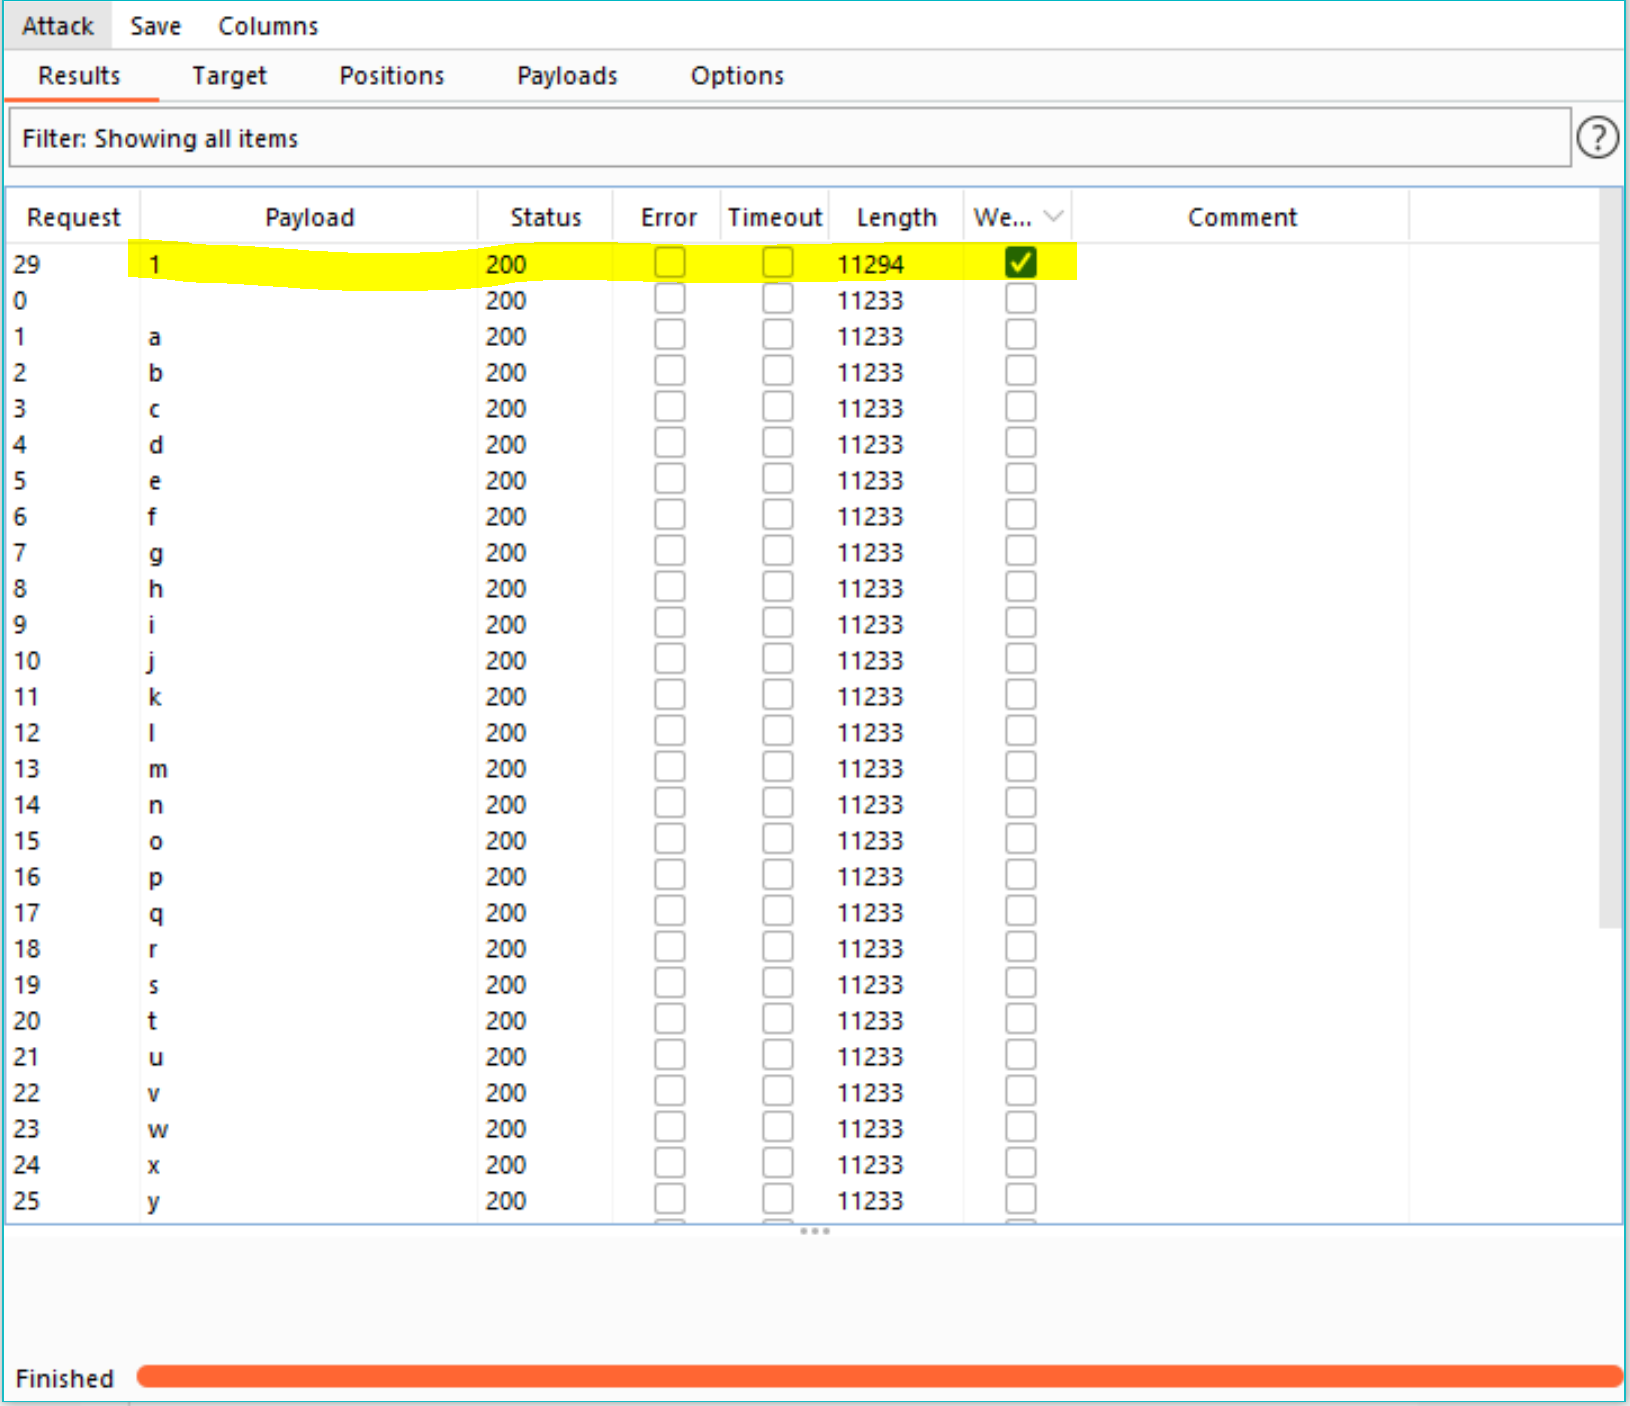 Attack Save Columns
Results Target Positions Payloads Options
Filter: Showing all items
?
Request Payload Status Error Timeout Length We... Comment
29 1 200 11294
0 200 11233
1 a 200 11233
2 b 200 11233
3 c 200 11233
4 d 200 11233
5 e 200 11233
6 f 200 11233
7 g 200 11233
8 h 200 11233
9 i 200 11233
10 j 200 11233
11 k 200 11233
12 l 200 11233
13 m 200 11233
14 n 200 11233
15 o 200 11233
16 p 200 11233
17 q 200 11233
18 r 200 11233
19 s 200 11233
20 t 200 11233
21 u 200 11233
22 v 200 11233
23 w 200 11233
24 x 200 11233
25 y 200 11233
Finished